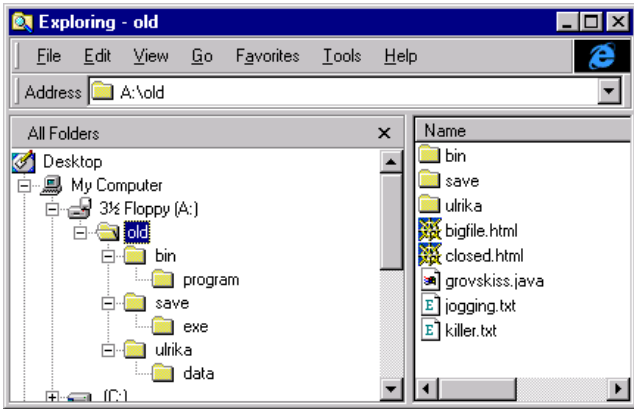 Exploring - old
File Edit View Go Favorites Tools Help
Address A:\old
All Folders
Desktop
My Computer
3½ Floppy (A:)
old
bin
program
save
exe
ulrika
data
(C:)
Name
bin
save
ulrika
bigfile.html
closed.html
grovskiss.java
jogging.txt
killer.txt